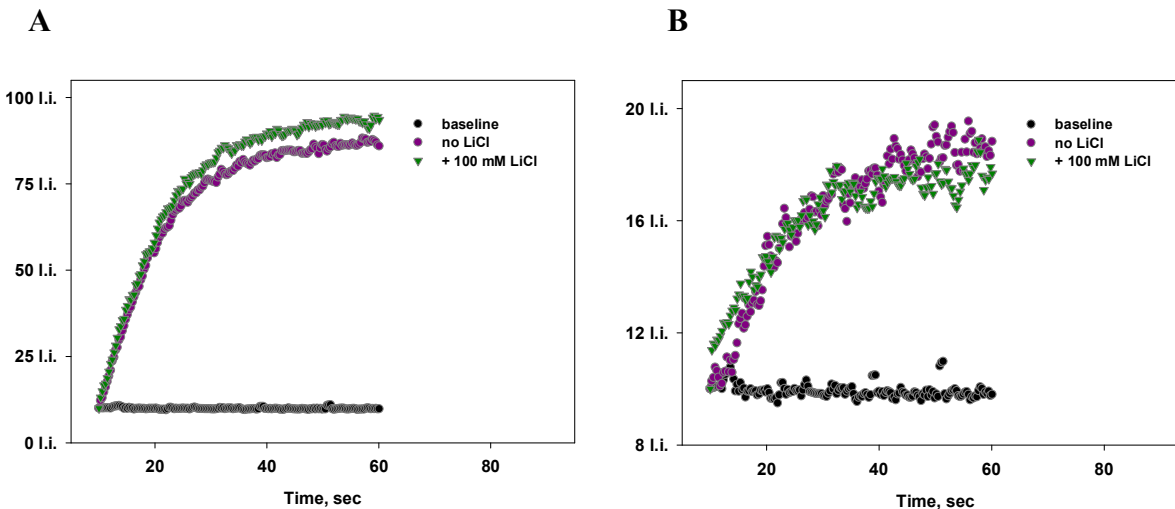 A
B
100 l.i.
75 l.i.
50 l.i.
25 l.i.
0 l.i.
20
40
60
80
Time, sec
baseline
no LiCl
+ 100 mM LiCl
20 l.i.
16 l.i.
12 l.i.
8 l.i.
20
40
60
80
Time, sec
baseline
no LiCl
+ 100 mM LiCl